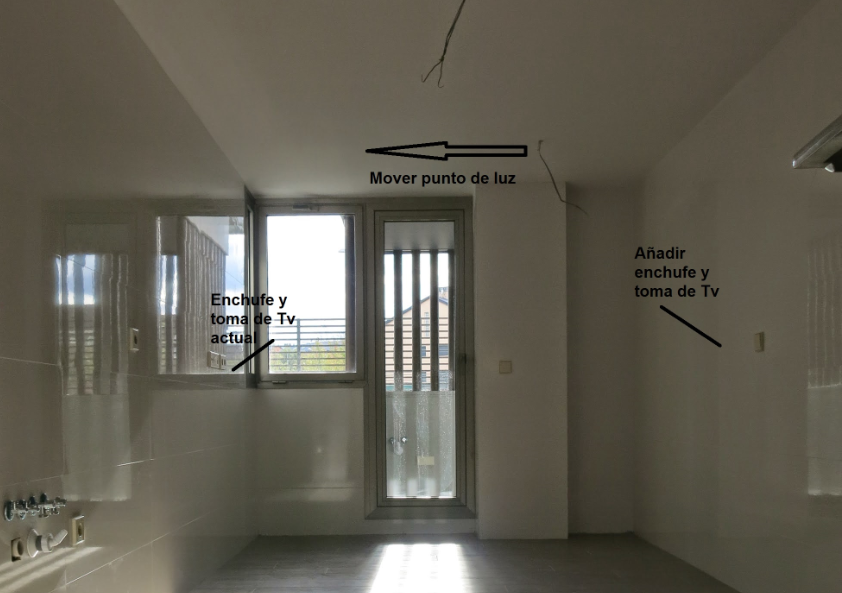 Mover punto de luz
Añadir
enchufe y
toma de Tv
Enchufe y
toma de Tv
actual